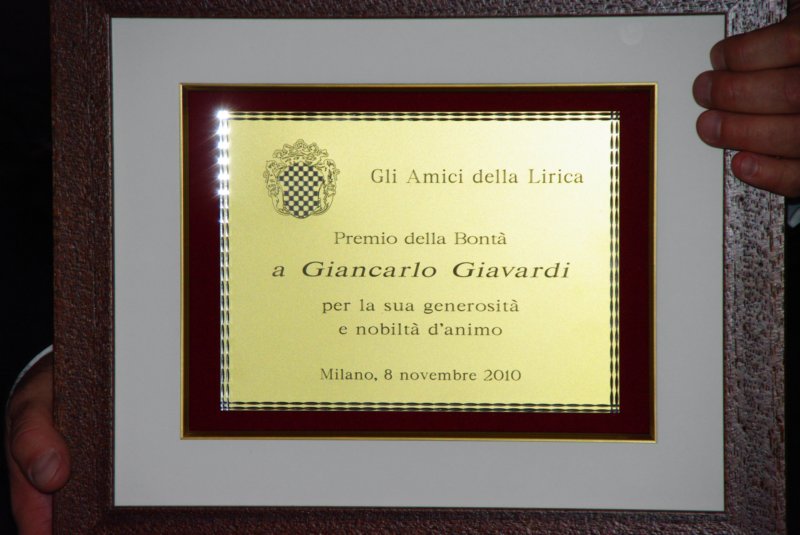 Gli Amici della Lirica
Premio della Bontà
a Giancarlo Giavardi
per la sua generosità
e nobiltà d'animo
Milano, 8 novembre 2010